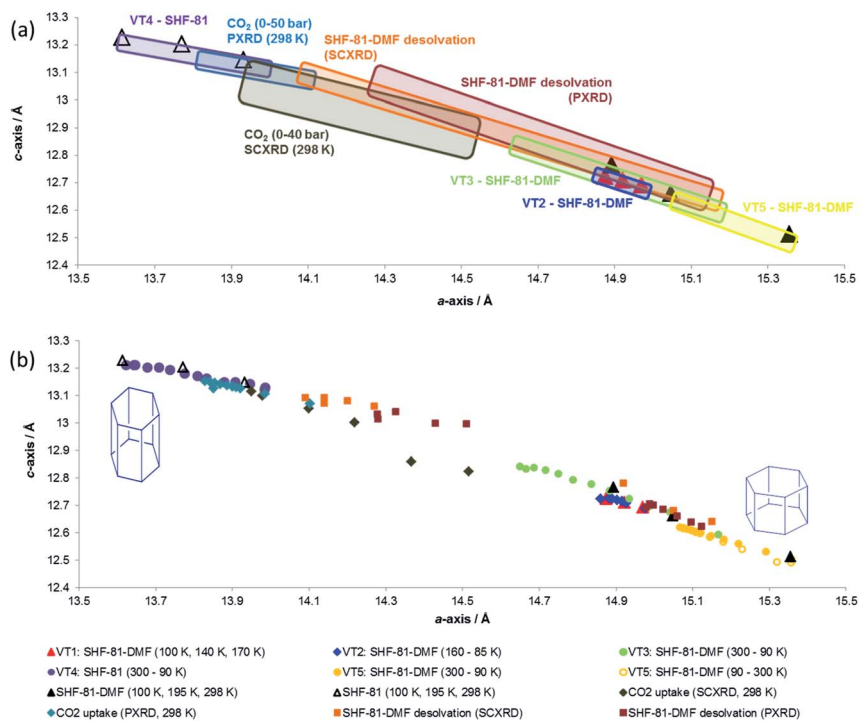 (a)
VT4 - SHF-81
CO₂ (0-50 bar)
PXRD (298 K)
SHF-81-DMF desolvation
(SCXRD)
SHF-81-DMF desolvation
(PXRD)
CO₂ (0-40 bar)
SCXRD (298 K)
VT3 - SHF-81-DMF
VT2 - SHF-81-DMF
VT5 - SHF-81-DMF
c-axis / Å
13.3
13.2
13.1
13
12.9
12.8
12.7
12.6
12.5
12.4
13.5 13.7 13.9 14.1 14.3 14.5 14.7 14.9 15.1 15.3 15.5
a-axis / Å
(b)
c-axis / Å
13.3
13.2
13.1
13
12.9
12.8
12.7
12.6
12.5
12.4
13.5 13.7 13.9 14.1 14.3 14.5 14.7 14.9 15.1 15.3 15.5
a-axis / Å
VT1: SHF-81-DMF (100 K, 140 K, 170 K) VT2: SHF-81-DMF (160 - 85 K) VT3: SHF-81-DMF (300 - 90 K)
VT4: SHF-81 (300 - 90 K) VT5: SHF-81-DMF (300 - 90 K) VT5: SHF-81-DMF (90 - 300 K)
SHF-81-DMF (100 K, 195 K, 298 K) SHF-81 (100 K, 195 K, 298 K) CO2 uptake (SCXRD, 298 K)
CO2 uptake (PXRD, 298 K) SHF-81-DMF desolvation (SCXRD) SHF-81-DMF desolvation (PXRD)